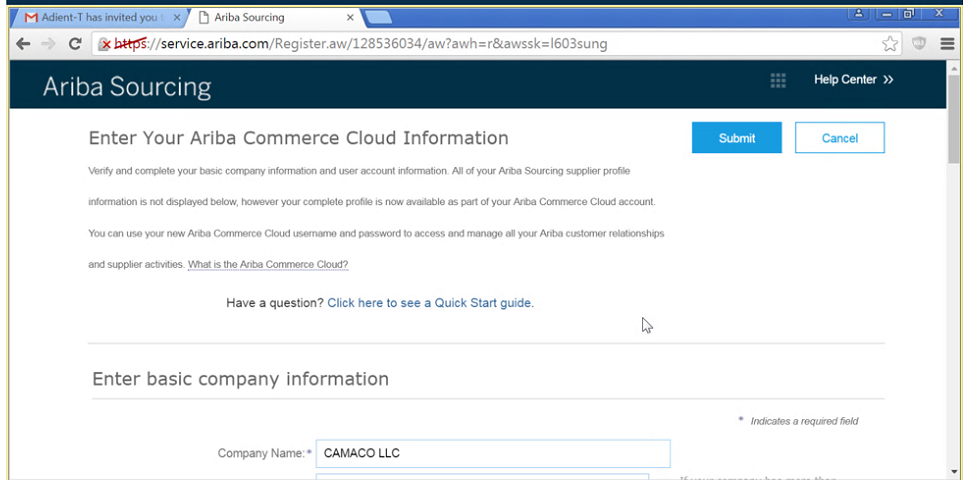 Adient-T has invited you t
Ariba Sourcing
https://service.ariba.com/Register.aw/128536034/aw?awh=r&awssk=l603sung
Ariba Sourcing
Help Center >>
Enter Your Ariba Commerce Cloud Information
Submit
Cancel
Verify and complete your basic company information and user account information. All of your Ariba Sourcing supplier profile
information is not displayed below, however your complete profile is now available as part of your Ariba Commerce Cloud account.
You can use your new Ariba Commerce Cloud username and password to access and manage all your Ariba customer relationships
and supplier activities. What is the Ariba Commerce Cloud?
Have a question? Click here to see a Quick Start guide.
Enter basic company information
* Indicates a required field
Company Name:* CAMACO LLC
If your company has more than